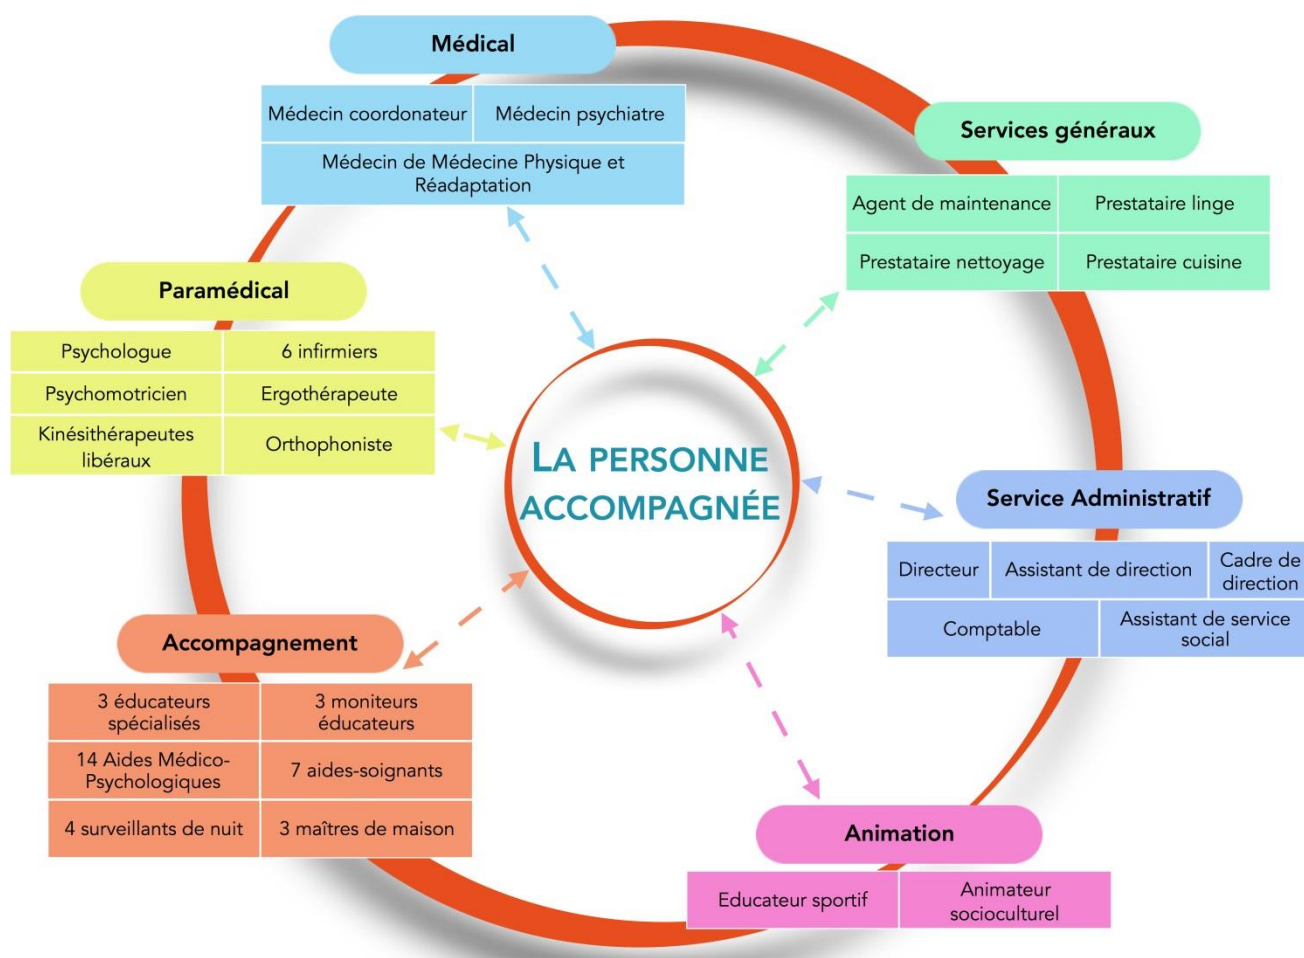 Médical
Médecin coordonateur
Médecin psychiatre
Médecin de Médecine Physique et
Réadaptation
Services généraux
Agent de maintenance
Prestataire linge
Prestataire nettoyage
Prestataire cuisine
Paramédical
Psychologue
6 infirmiers
Psychomotricien
Ergothérapeute
Kinésithérapeutes
libéraux
Orthophoniste
LA PERSONNE
ACCOMPAGNÉE
Service Administratif
Directeur
Assistant de direction
Cadre de
direction
Comptable
Assistant de service
social
Accompagnement
3 éducateurs
spécialisés
3 moniteurs
éducateurs
14 Aides Médico-
Psychologiques
7 aides-soignants
4 surveillants de nuit
3 maîtres de maison
Animation
Educateur sportif
Animateur
socioculturel